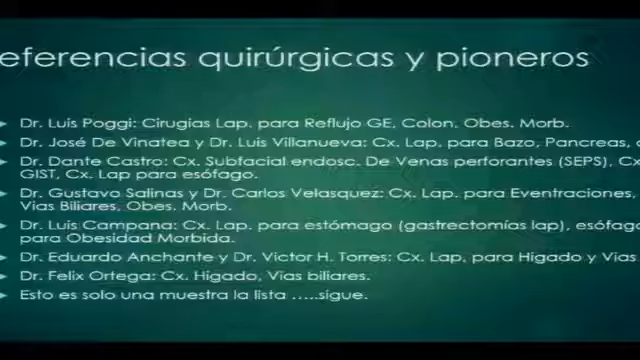 eferencias quirúrgicas y pioneros
Dr. Luis Poggi: Cirugias Lap. para Reflujo GE, Colon, Obes. Morb.
Dr. José De Vinatea y Dr. Luis Villanueva: Cx. Lap. para Bazo, Pancreas,
Dr. Dante Castro: Cx. Subfacial endosc. De Venas perforantes (SEPS), Cx
GIST, Cx. Lap para esófago.
Dr. Gustavo Salinas y Dr. Carlos Velasquez: Cx. Lap. para Eventraciones,
Vias Biliares, Obes. Morb.
Dr. Luis Campana: Cx. Lap. para estómago (gastrectomías lap), esófago
para Obesidad Morbida.
Dr. Eduardo Anchante y Dr. Victor H. Torres: Cx. Lap, para Higado y Vias
Dr. Felix Ortega: Cx. Higado, Vias biliares.
Esto es solo una muestra la lista …..sigue.